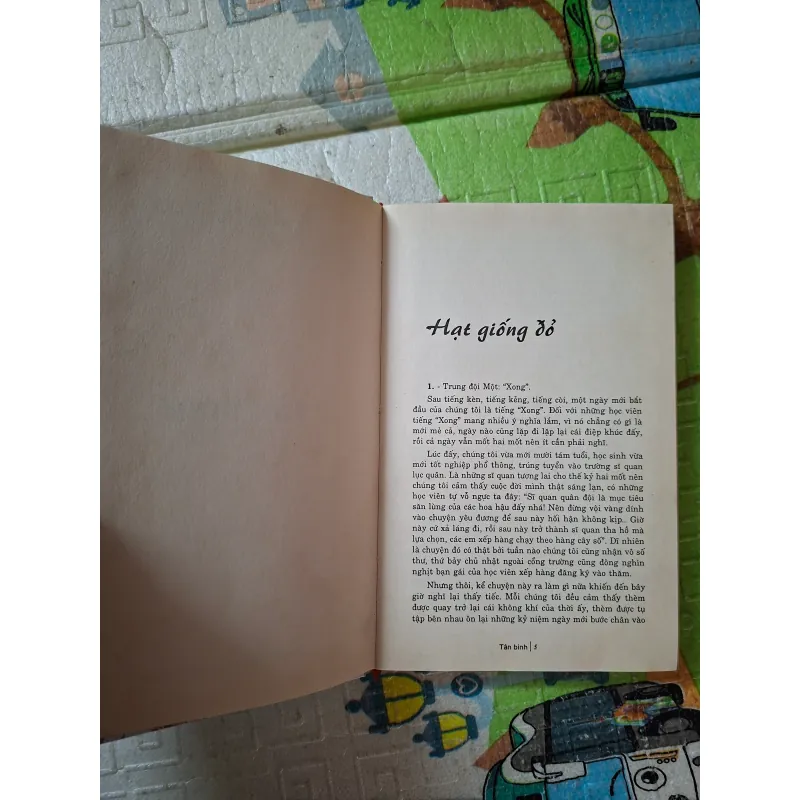 Hạt giống đỏ
1. - Trung đội Một: “Xong”.
Sau tiếng kèn, tiếng kẻng, tiếng còi, một ngày mới bắt
đầu của chúng tôi là tiếng “Xong”. Đối với những học viên
tiếng “Xong” mang nhiều ý nghĩa lắm, vì nó chẳng có gì là
mới mẻ cả, ngày nào cũng lặp đi lặp lại cái điệp khúc đấy,
rồi cả ngày vẫn mốt hai mốt nên ít cần phải nghĩ.
Lúc đấy, chúng tôi vừa mới mười tám tuổi, học sinh vừa
mới tốt nghiệp phổ thông, trúng tuyển vào trường sĩ quan
lục quân. Là những sĩ quan tương lai cho thế kỷ hai mốt nên
chúng tôi cảm thấy cuộc đời mình thật sáng lạn, có những
học viên tự vỗ ngực ta đây: “Sĩ quan quân đội là mục tiêu
săn lùng của các hoa hậu đấy nhá! Nên đừng vội vàng dính
vào chuyện yêu đương để sau này hối hận không kịp.. Giờ
này cứ xả láng đi, rồi sau này trở thành sĩ quan tha hồ mà
lựa chọn, các em xếp hàng chạy theo hàng cây số”. Dĩ nhiên
là chuyện đó có thật bởi tuần nào chúng tôi cũng nhận vô số
thư, thứ bảy chủ nhật ngoài cổng trường cũng đông nghìn
nghịt bạn gái của học viên xếp hàng đăng ký vào thăm.
Nhưng thôi, kể chuyện này ra làm gì nữa khiến đến bây
giờ nghĩ lại thấy tiếc. Mỗi chúng tôi đều cảm thấy thèm
được quay trở lại cái không khí của thời ấy, thèm được tụ
tập bên nhau ôn lại những kỷ niệm ngày mới bước chân vào
Tân binh | 5